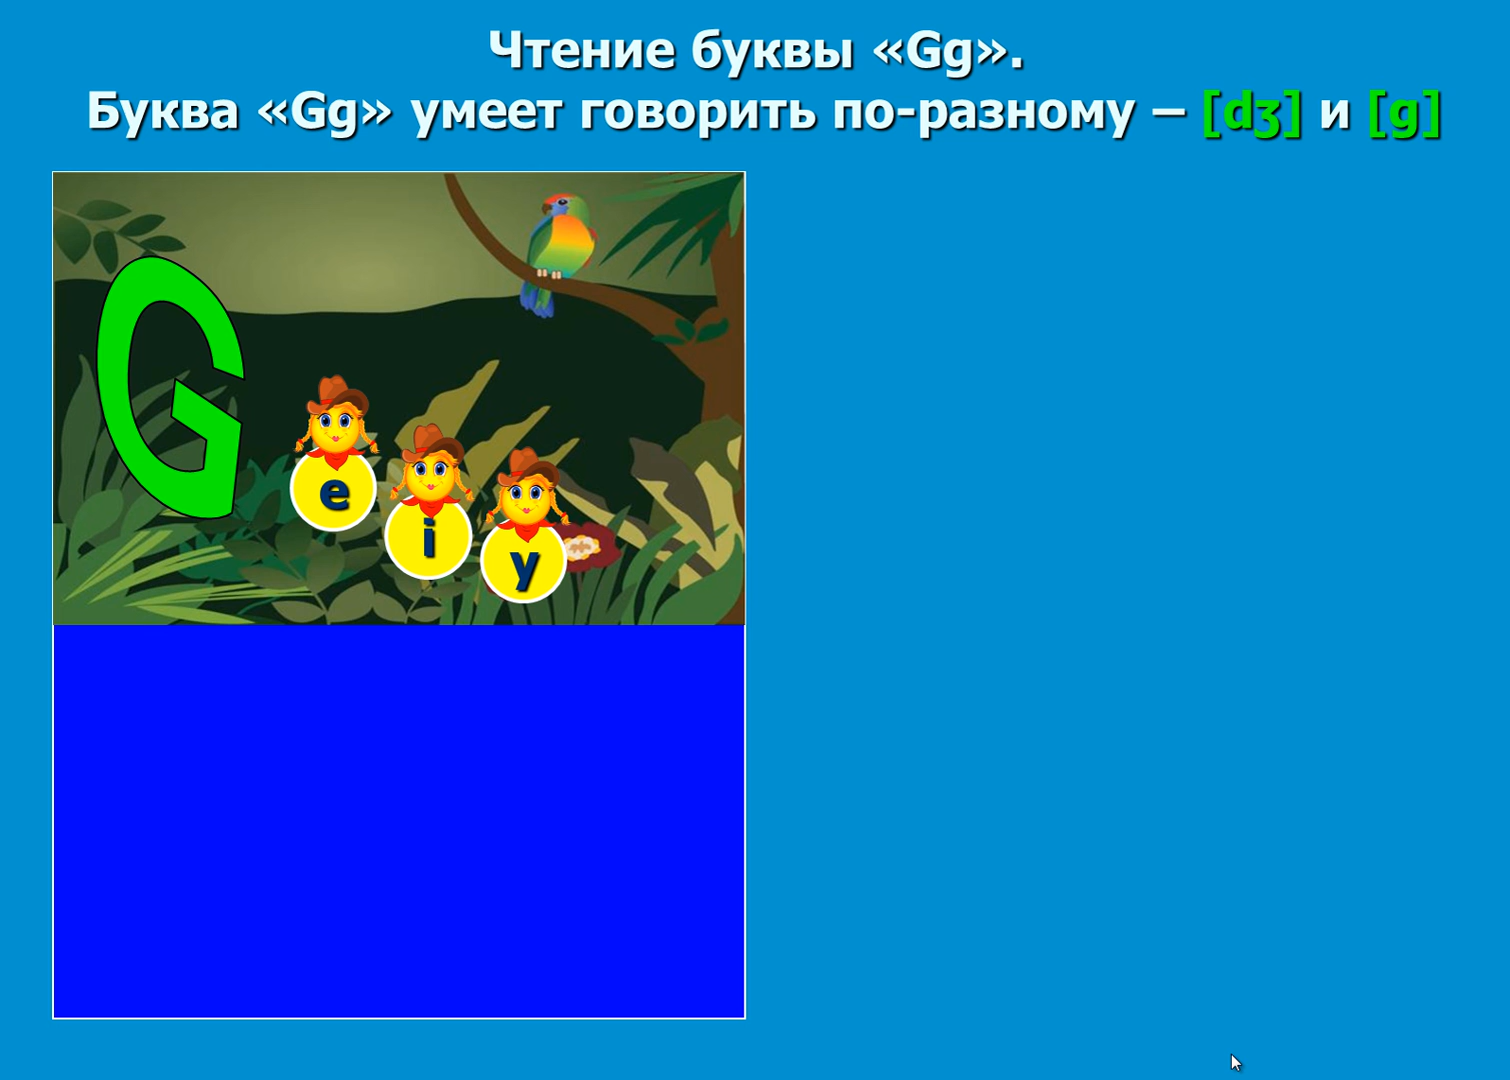 Чтение буквы «Gg».
Буква «Gg» умеет говорить по-разному – [dʒ] и [g]
G
e
i
y